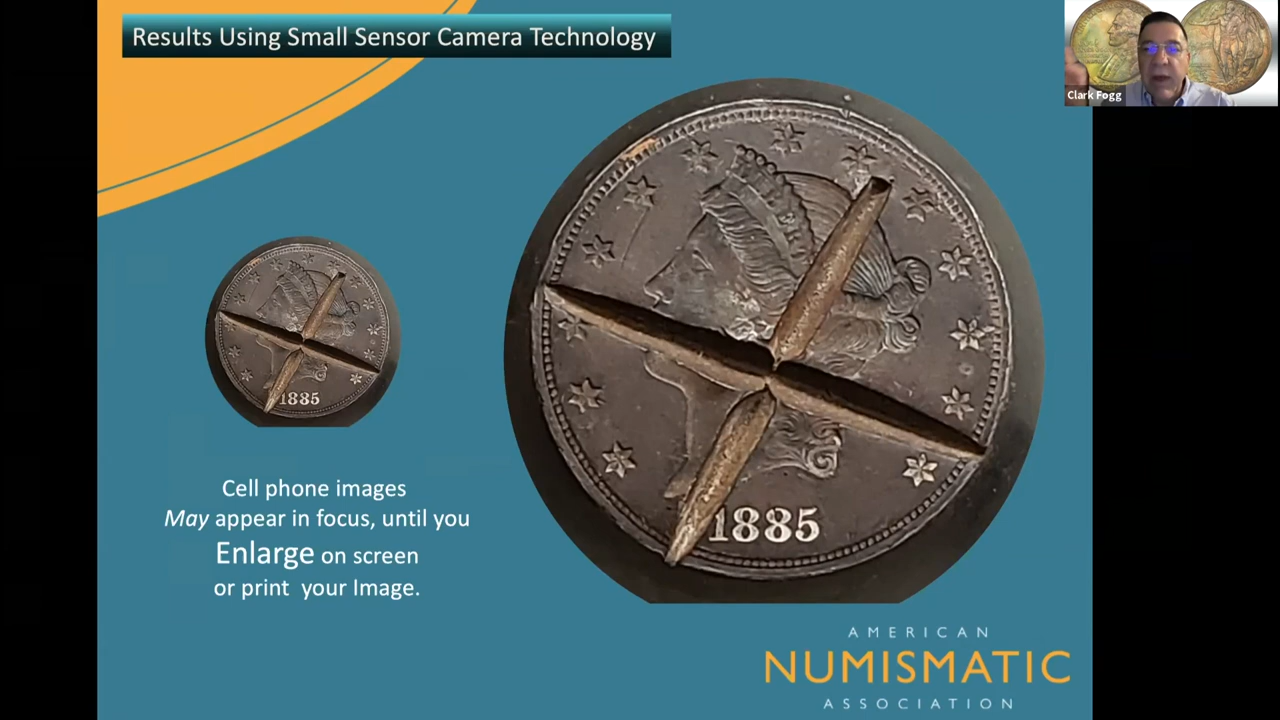 Results Using Small Sensor Camera Technology
Clark Fogg
1885
1885
Cell phone images
May appear in focus, until you
Enlarge on screen
or print your Image.
AMERICAN
NUMISMATIC
ASSOCIATION